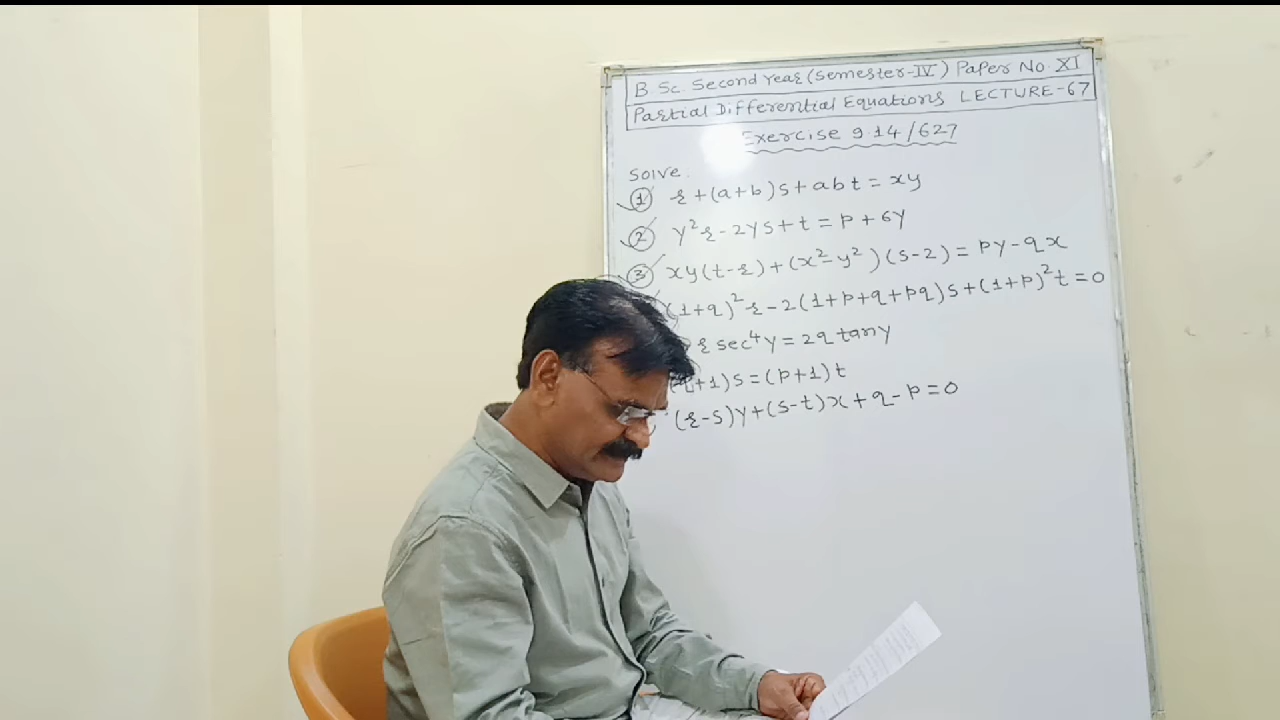 B Sc Second Year (Semester-IV) Paper No XI
Partial Differential Equations LECTURE-67
Exercise 9.14/627
SOLVE.
① r+(a+b)s+abt=xy
② y²r-2ys+t=p+6y
③ xy(t-r)+(x²-y²)(s-2)=py-qx
(1+q)²r-2(1+p+q+pq)s+(1+p)²t=0
r sec⁴y=2q tany
(q+1)s=(p+1)t
(r-s)y+(s-t)x+q-p=0